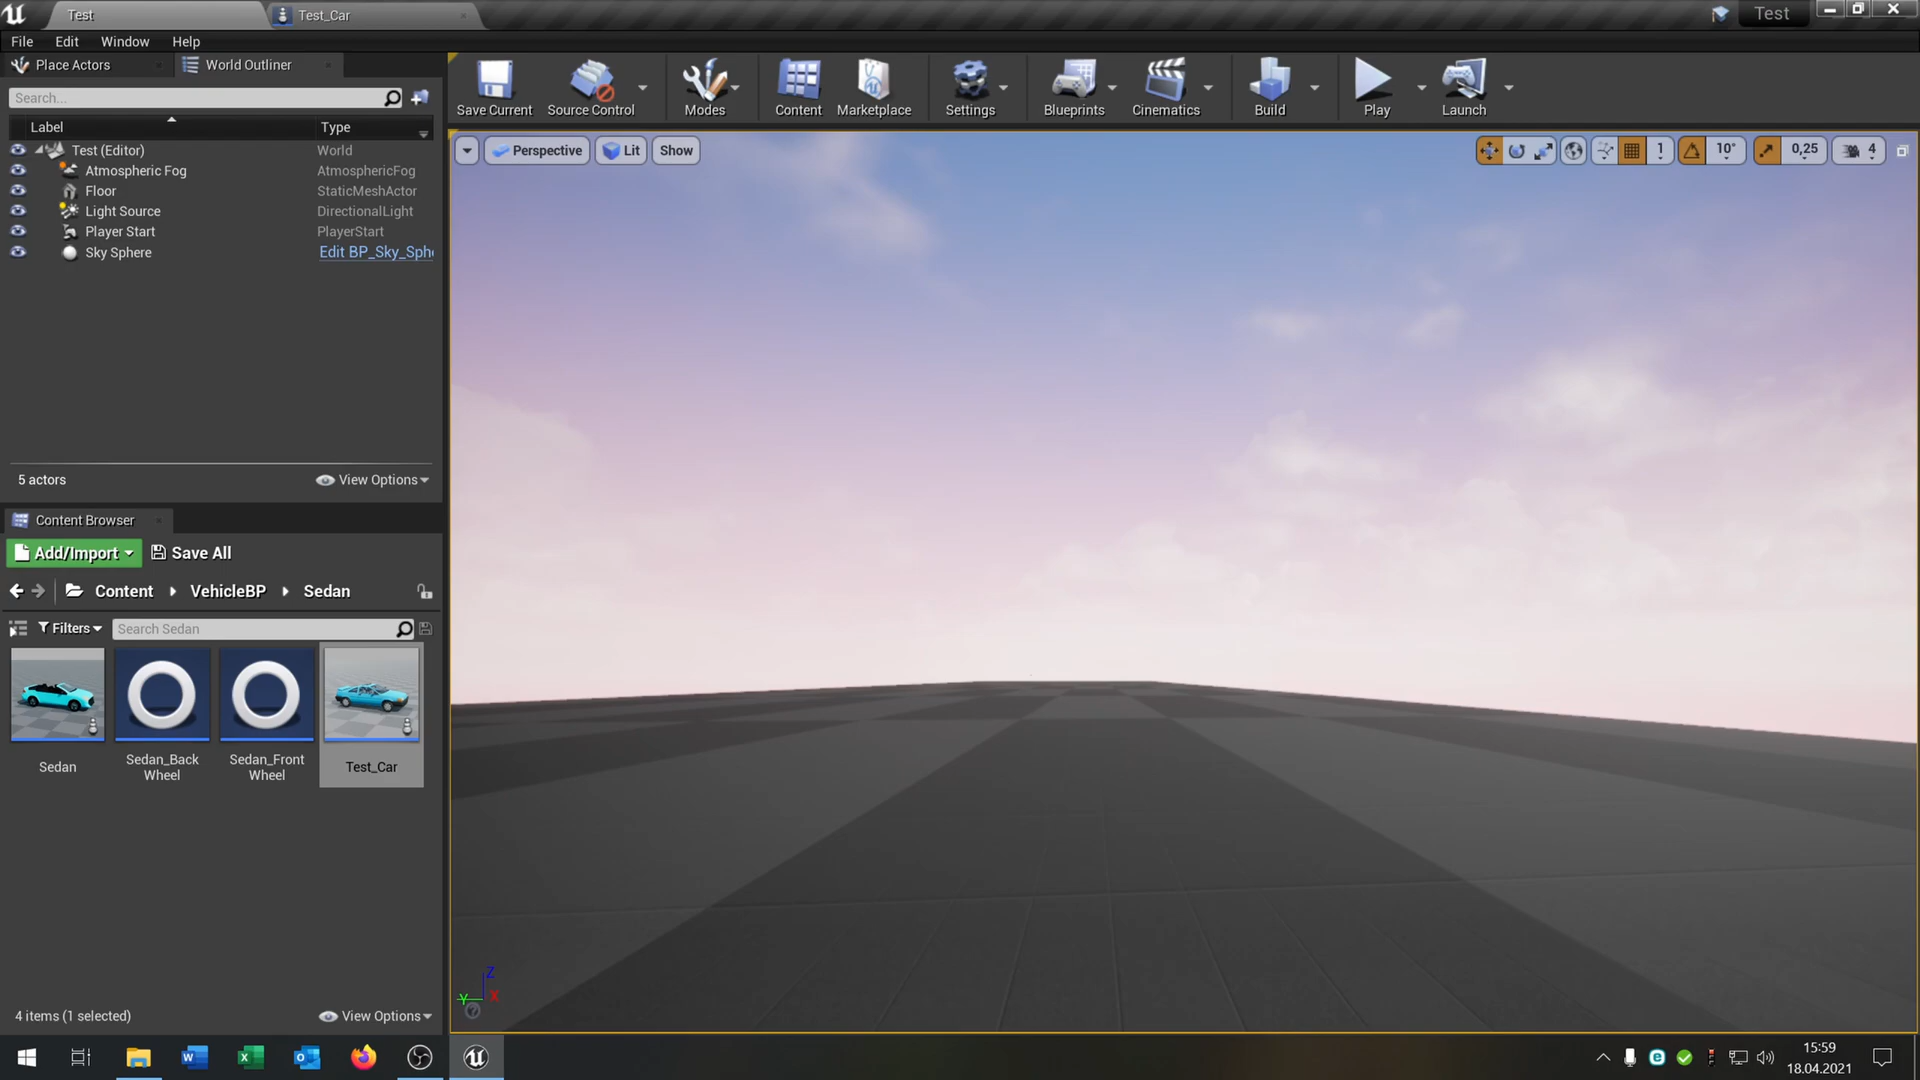 Test
Test_Car
Test
File Edit Window Help
Place Actors
World Outliner
Search...
Label Type
Test (Editor) World
Atmospheric Fog AtmosphericFog
Floor StaticMeshActor
Light Source DirectionalLight
Player Start PlayerStart
Sky Sphere Edit BP_Sky_Sph
5 actors
View Options
Save Current
Source Control
Modes
Content
Marketplace
Settings
Blueprints
Cinematics
Build
Play
Launch
Perspective
Lit
Show
1
10°
0,25
4
Content Browser
Add/Import
Save All
Content
VehicleBP
Sedan
Filters
Search Sedan
Sedan
Sedan_Back
Wheel
Sedan_Front
Wheel
Test_Car
4 items (1 selected)
View Options
Z
Y
X
15:59
18.04.2021